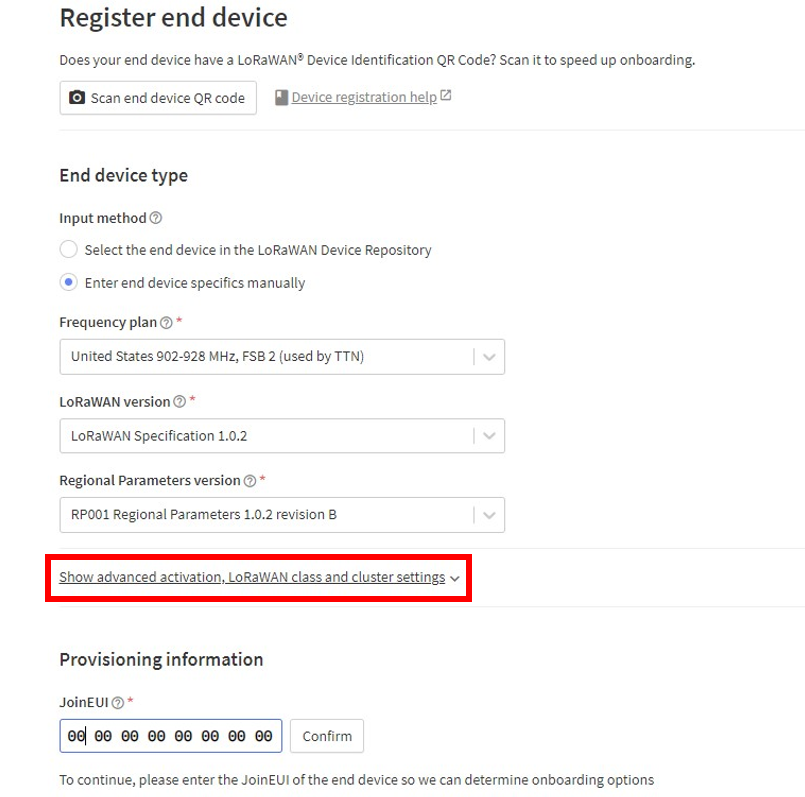 Register end device
Does your end device have a LoRaWAN® Device Identification QR Code? Scan it to speed up onboarding.
Scan end device QR code
Device registration help
End device type
Input method
Select the end device in the LoRaWAN Device Repository
Enter end device specifics manually
Frequency plan *
United States 902-928 MHz, FSB 2 (used by TTN)
LoRaWAN version *
LoRaWAN Specification 1.0.2
Regional Parameters version *
RP001 Regional Parameters 1.0.2 revision B
Show advanced activation, LoRaWAN class and cluster settings
Provisioning information
JoinEUI *
00 00 00 00 00 00 00 00
Confirm
To continue, please enter the JoinEUI of the end device so we can determine onboarding options